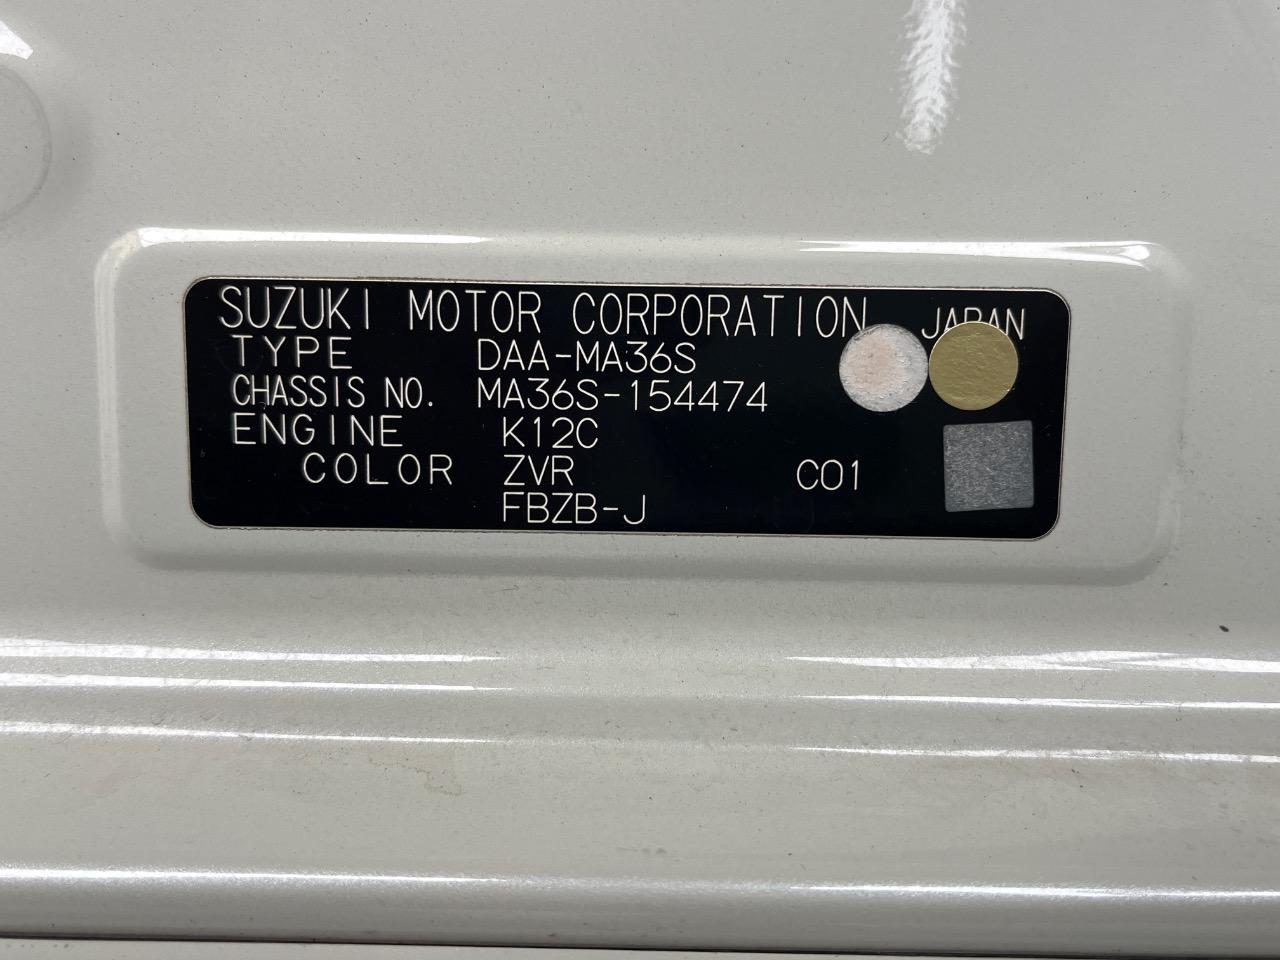 SUZUKI MOTOR CORPORATION JAPAN
TYPE DAA-MA36S
CHASSIS NO. MA36S-154474
ENGINE K12C
COLOR ZVR C01
FBZB-J